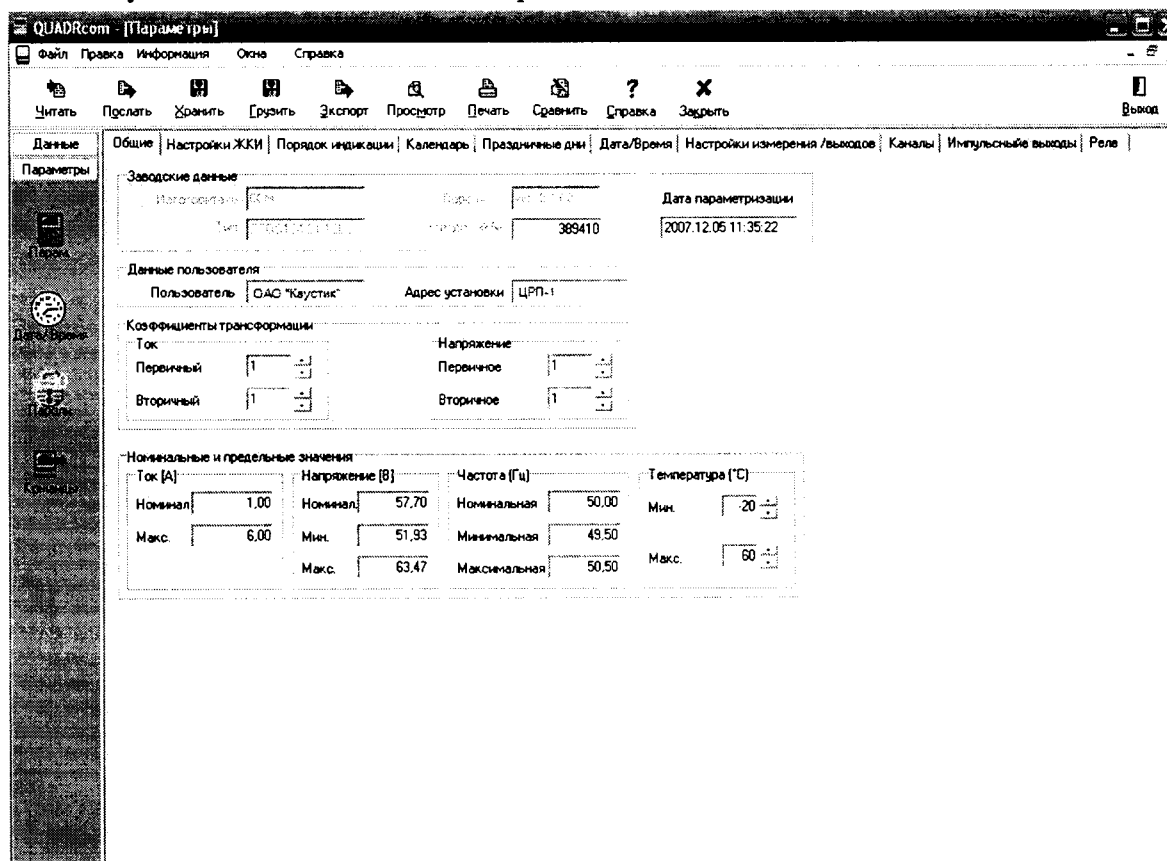 QUADRcom - [Параметры]
Файл Правка Информация Окна Справка
Читать Послать Хранить Грузить Экспорт Просмотр Печать Сравнить Справка Закрыть Выход
Данные
Параметры
Общие Настройки ЖКИ Порядок индикации Календарь Праздничные дни Дата/Время Настройки измерения /выходов Каналы Импульсные выходы Реле
Заводские данные
Дата параметризации
389410 2007.12.05 11:35:22
Данные пользователя
Пользователь ОАО "Каустик" Адрес установки ЦРП-1
Коэффициенты трансформации
Ток Напряжение
Первичный 1 Первичное 1
Вторичный 1 Вторичное 1
Номинальные и предельные значения
Ток [А] Напряжение [В] Частота (Гц) Температура (°C)
Номинал 1,00 Номинал. 57,70 Номинальная 50,00 Мин. -20
Макс. 6,00 Мин. 51,93 Минимальная 49,50
Макс. 60
Макс. 63,47 Максимальная 50,50
Дата/Время
Пароли
Команды